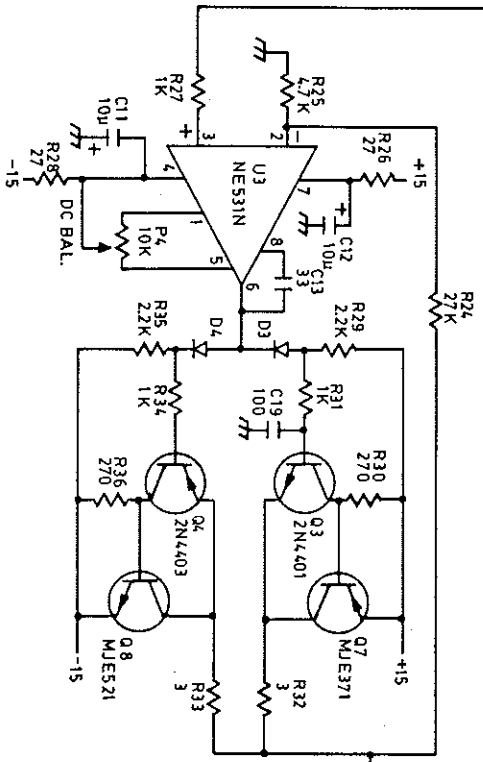 R27
1K
R25
4.7K
C11
10μ
+
R28
27
-15
+
3
2
-
U3
NE531N
4
7
R26
27
+15
+
C12
10μ
DC BAL.
P4
10K
1
5
8
6
C13
33
R24
27K
R35
2.2K
D4
D3
R29
2.2K
R34
1K
C19
100
R31
1K
R36
270
Q4
2N4403
Q3
2N4401
R30
270
-15
Q8
MJE521
Q7
MJE371
+15
R33
3
R32
3